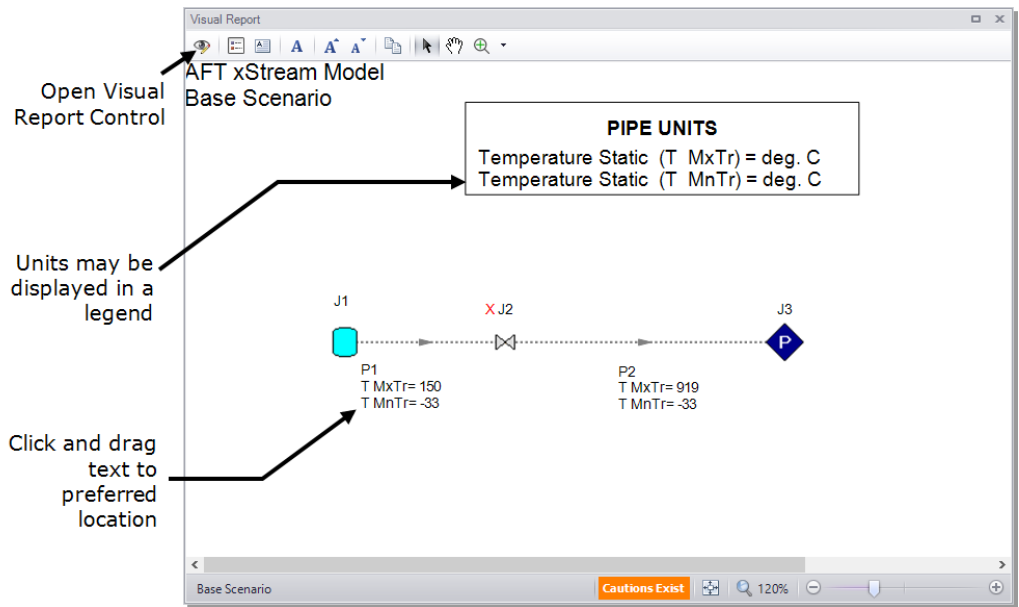 Visual Report
A A A
Open Visual
Report Control
AFT xStream Model
Base Scenario
PIPE UNITS
Temperature Static (T MxTr) = deg. C
Temperature Static (T MnTr) = deg. C
Units may be
displayed in a
legend
J1
X J2
J3
P
P1
T MxTr= 150
T MnTr= -33
P2
T MxTr= 919
T MnTr= -33
Click and drag
text to
preferred
location
Base Scenario
Cautions Exist
120%